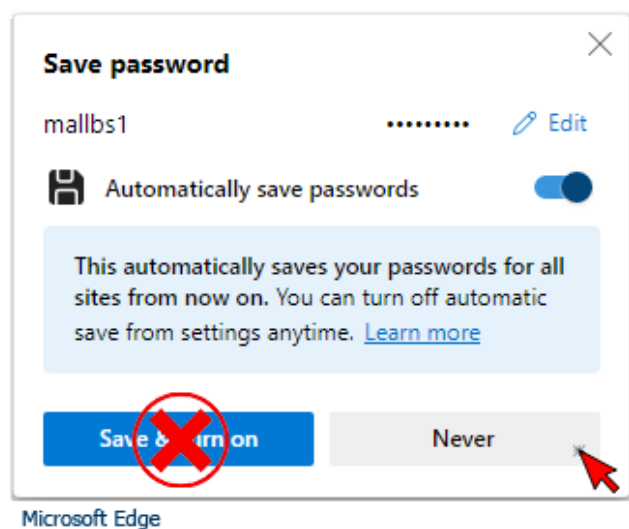 Save password
mallbs1 ••••••••• Edit
Automatically save passwords
This automatically saves your passwords for all
sites from now on. You can turn off automatic
save from settings anytime. Learn more
Save & turn on Never
Microsoft Edge